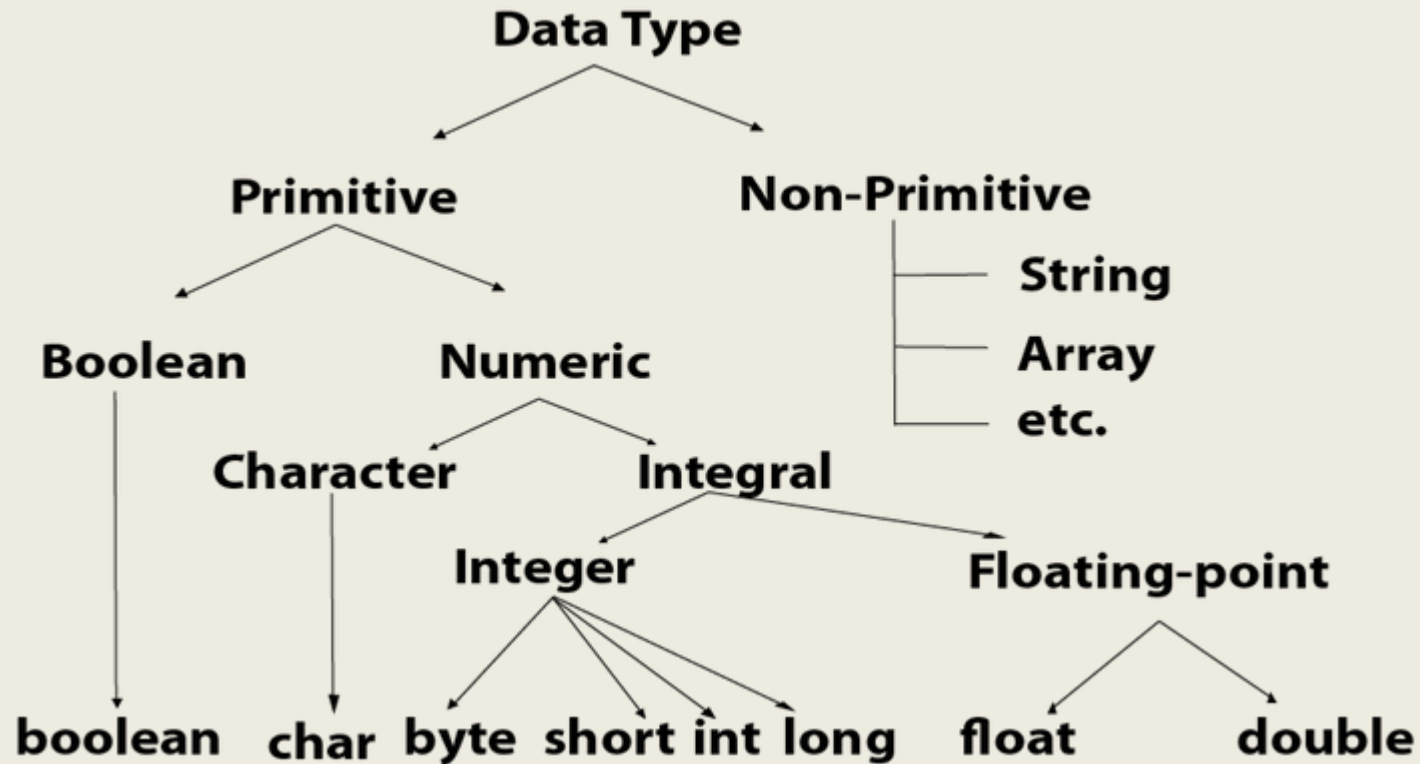 Data Type
Primitive
Non-Primitive
String
Array
etc.
Boolean
Numeric
Character
Integral
Integer
Floating-point
boolean char byte short int long float double